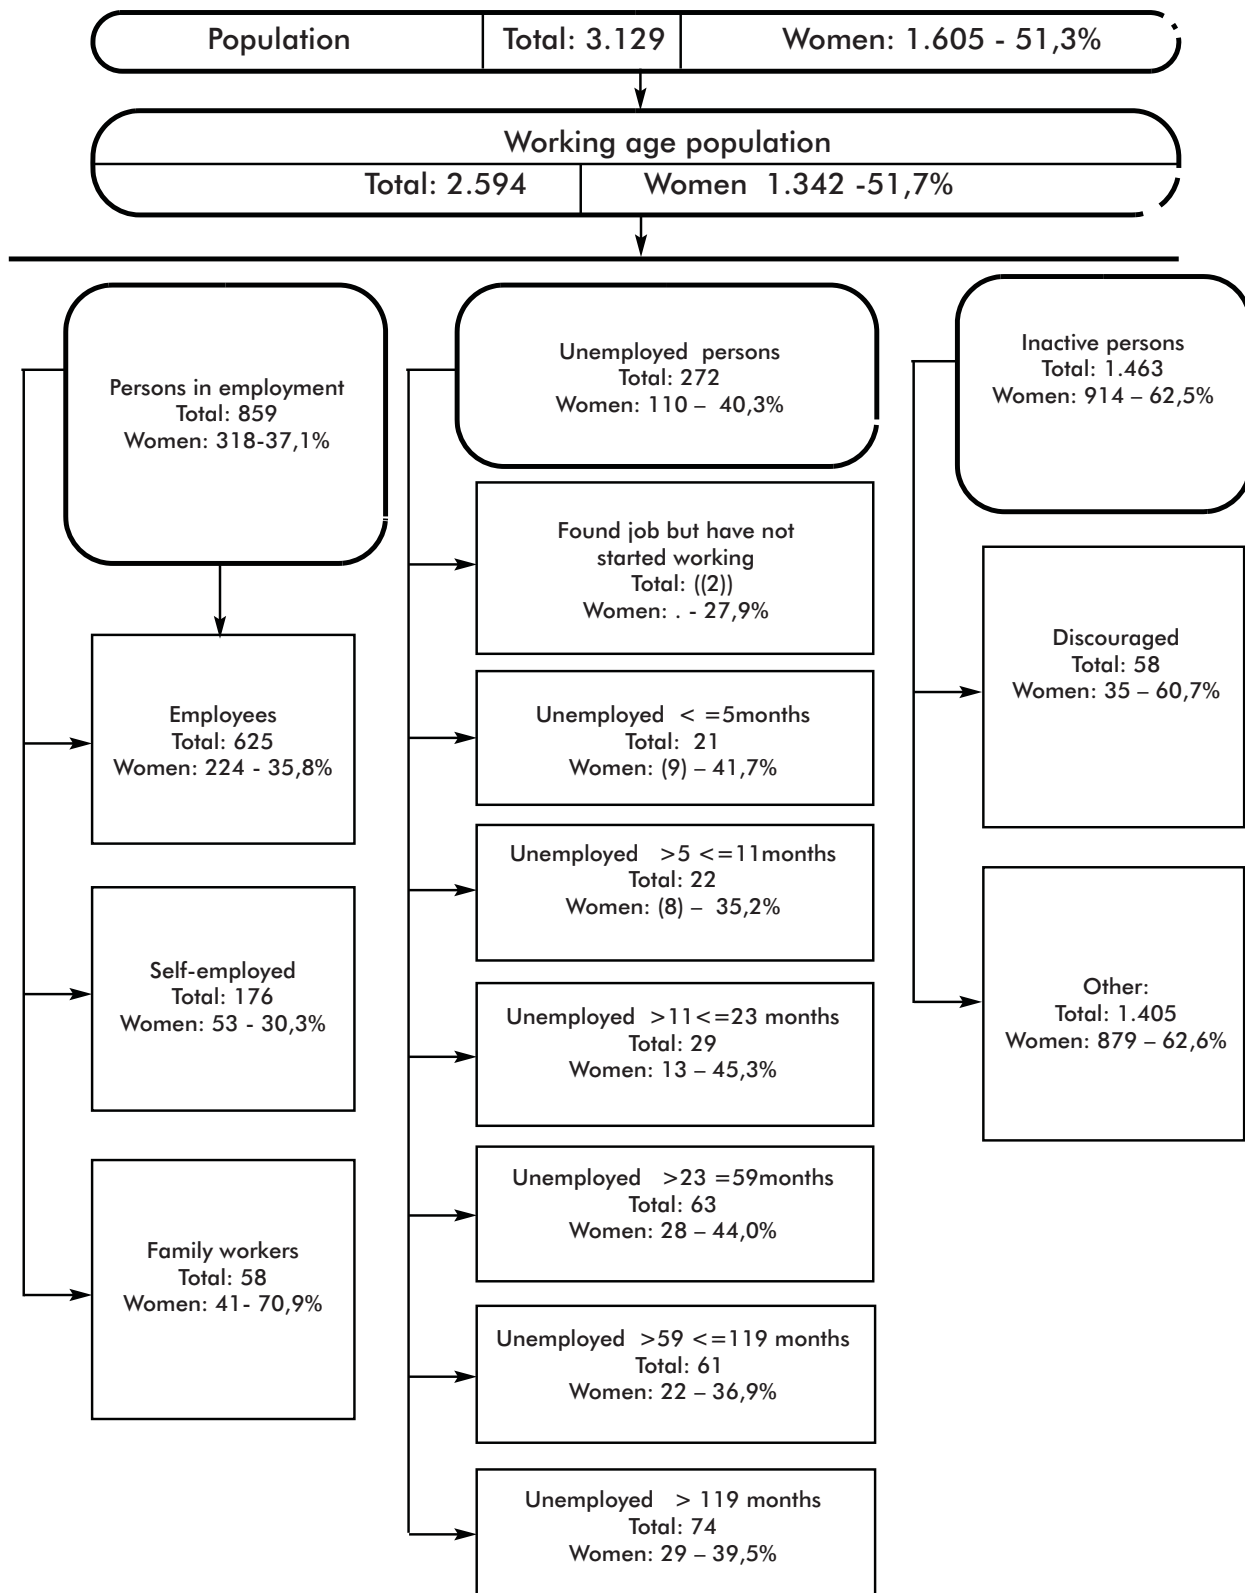 Population Total: 3.129 Women: 1.605 - 51,3%
Working age population
Total: 2.594 Women 1.342 -51,7%
Persons in employment
Total: 859
Women: 318-37,1%
Employees
Total: 625
Women: 224 - 35,8%
Self-employed
Total: 176
Women: 53 - 30,3%
Family workers
Total: 58
Women: 41- 70,9%
Unemployed persons
Total: 272
Women: 110 – 40,3%
Found job but have not
started working
Total: ((2))
Women: . - 27,9%
Unemployed < =5months
Total: 21
Women: (9) – 41,7%
Unemployed >5 <=11months
Total: 22
Women: (8) – 35,2%
Unemployed >11<=23 months
Total: 29
Women: 13 – 45,3%
Unemployed >23 =59months
Total: 63
Women: 28 – 44,0%
Unemployed >59 <=119 months
Total: 61
Women: 22 – 36,9%
Unemployed > 119 months
Total: 74
Women: 29 – 39,5%
Inactive persons
Total: 1.463
Women: 914 – 62,5%
Discouraged
Total: 58
Women: 35 – 60,7%
Other:
Total: 1.405
Women: 879 – 62,6%